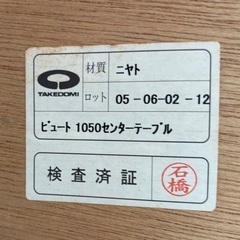 TAKEDOMI
材質 ニヤト
ロット 05-06-02-12
ビュート 1050センターテーブル
検査済証
石橋